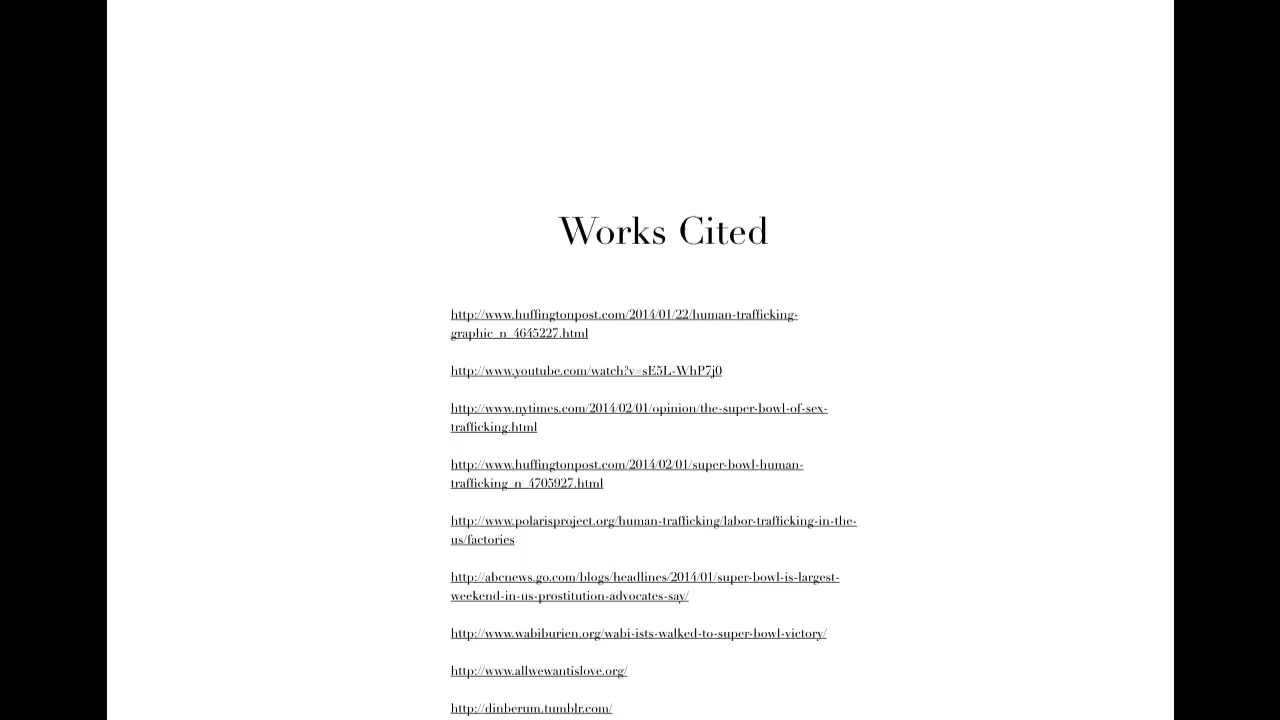 Works Cited
http://www.huffingtonpost.com/2014/01/22/human-trafficking-
graphic_n_4645227.html
http://www.youtube.com/watch?v=sE5L-WhP7j0
http://www.nytimes.com/2014/02/01/opinion/the-super-bowl-of-sex-
trafficking.html
http://www.huffingtonpost.com/2014/02/01/super-bowl-human-
trafficking_n_4705927.html
http://www.polarisproject.org/human-trafficking/labor-trafficking-in-the-
us/factories
http://abcnews.go.com/blogs/headlines/2014/01/super-bowl-is-largest-
weekend-in-us-prostitution-advocates-say/
http://www.wabiburien.org/wabi-ists-walked-to-super-bowl-victory/
http://www.allwewantislove.org/
http://dinberum.tumblr.com/